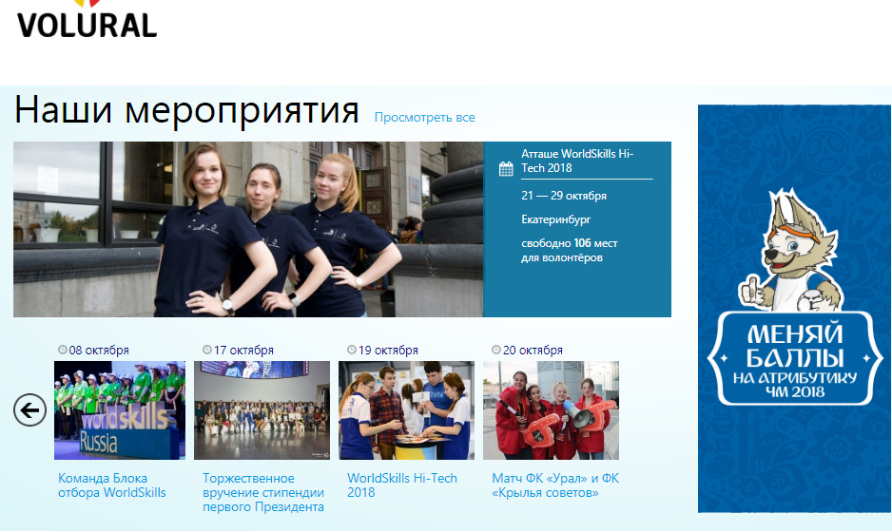 VOLURAL
Наши мероприятия Просмотреть все
Атташе WorldSkills Hi-
Tech 2018
21 — 29 октября
Екатеринбург
свободно 106 мест
для волонтёров
08 октября
17 октября
19 октября
20 октября
worldskills
Russia
Команда Блока
отбора WorldSkills
Торжественное
вручение стипендии
первого Президента
WorldSkills Hi-Tech
2018
Матч ФК «Урал» и ФК
«Крылья советов»
МЕНЯЙ
БАЛЛЫ
НА АТРИБУТИКУ
ЧМ 2018